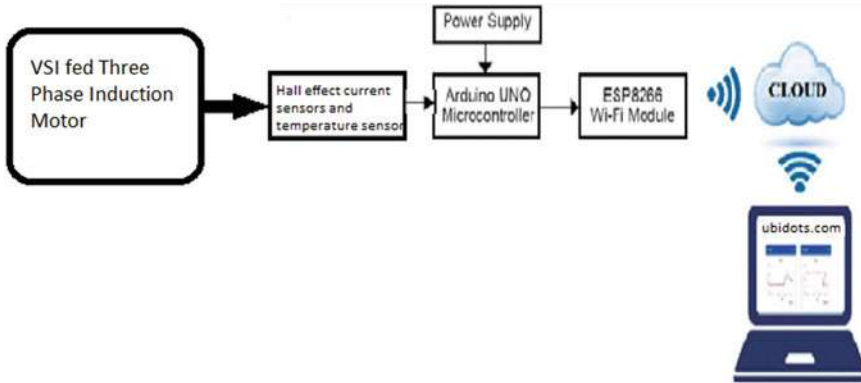 VSI fed Three
Phase Induction
Motor
Hall effect current
sensors and
temperature sensor
Power Supply
Arduino UNO
Microcontroller
ESP8266
Wi-Fi Module
CLOUD
ubidots.com